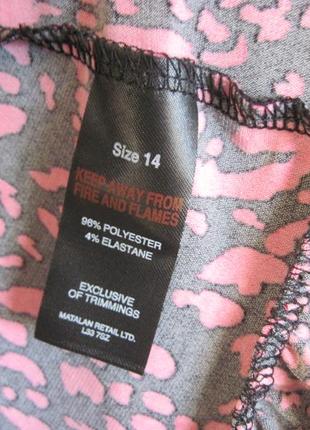 Size 14
KEEP AWAY FROM
FIRE AND FLAMES
96% POLYESTER
4% ELASTANE
EXCLUSIVE
OF TRIMMINGS
MATALAN RETAIL LTD.
L33 7SZ